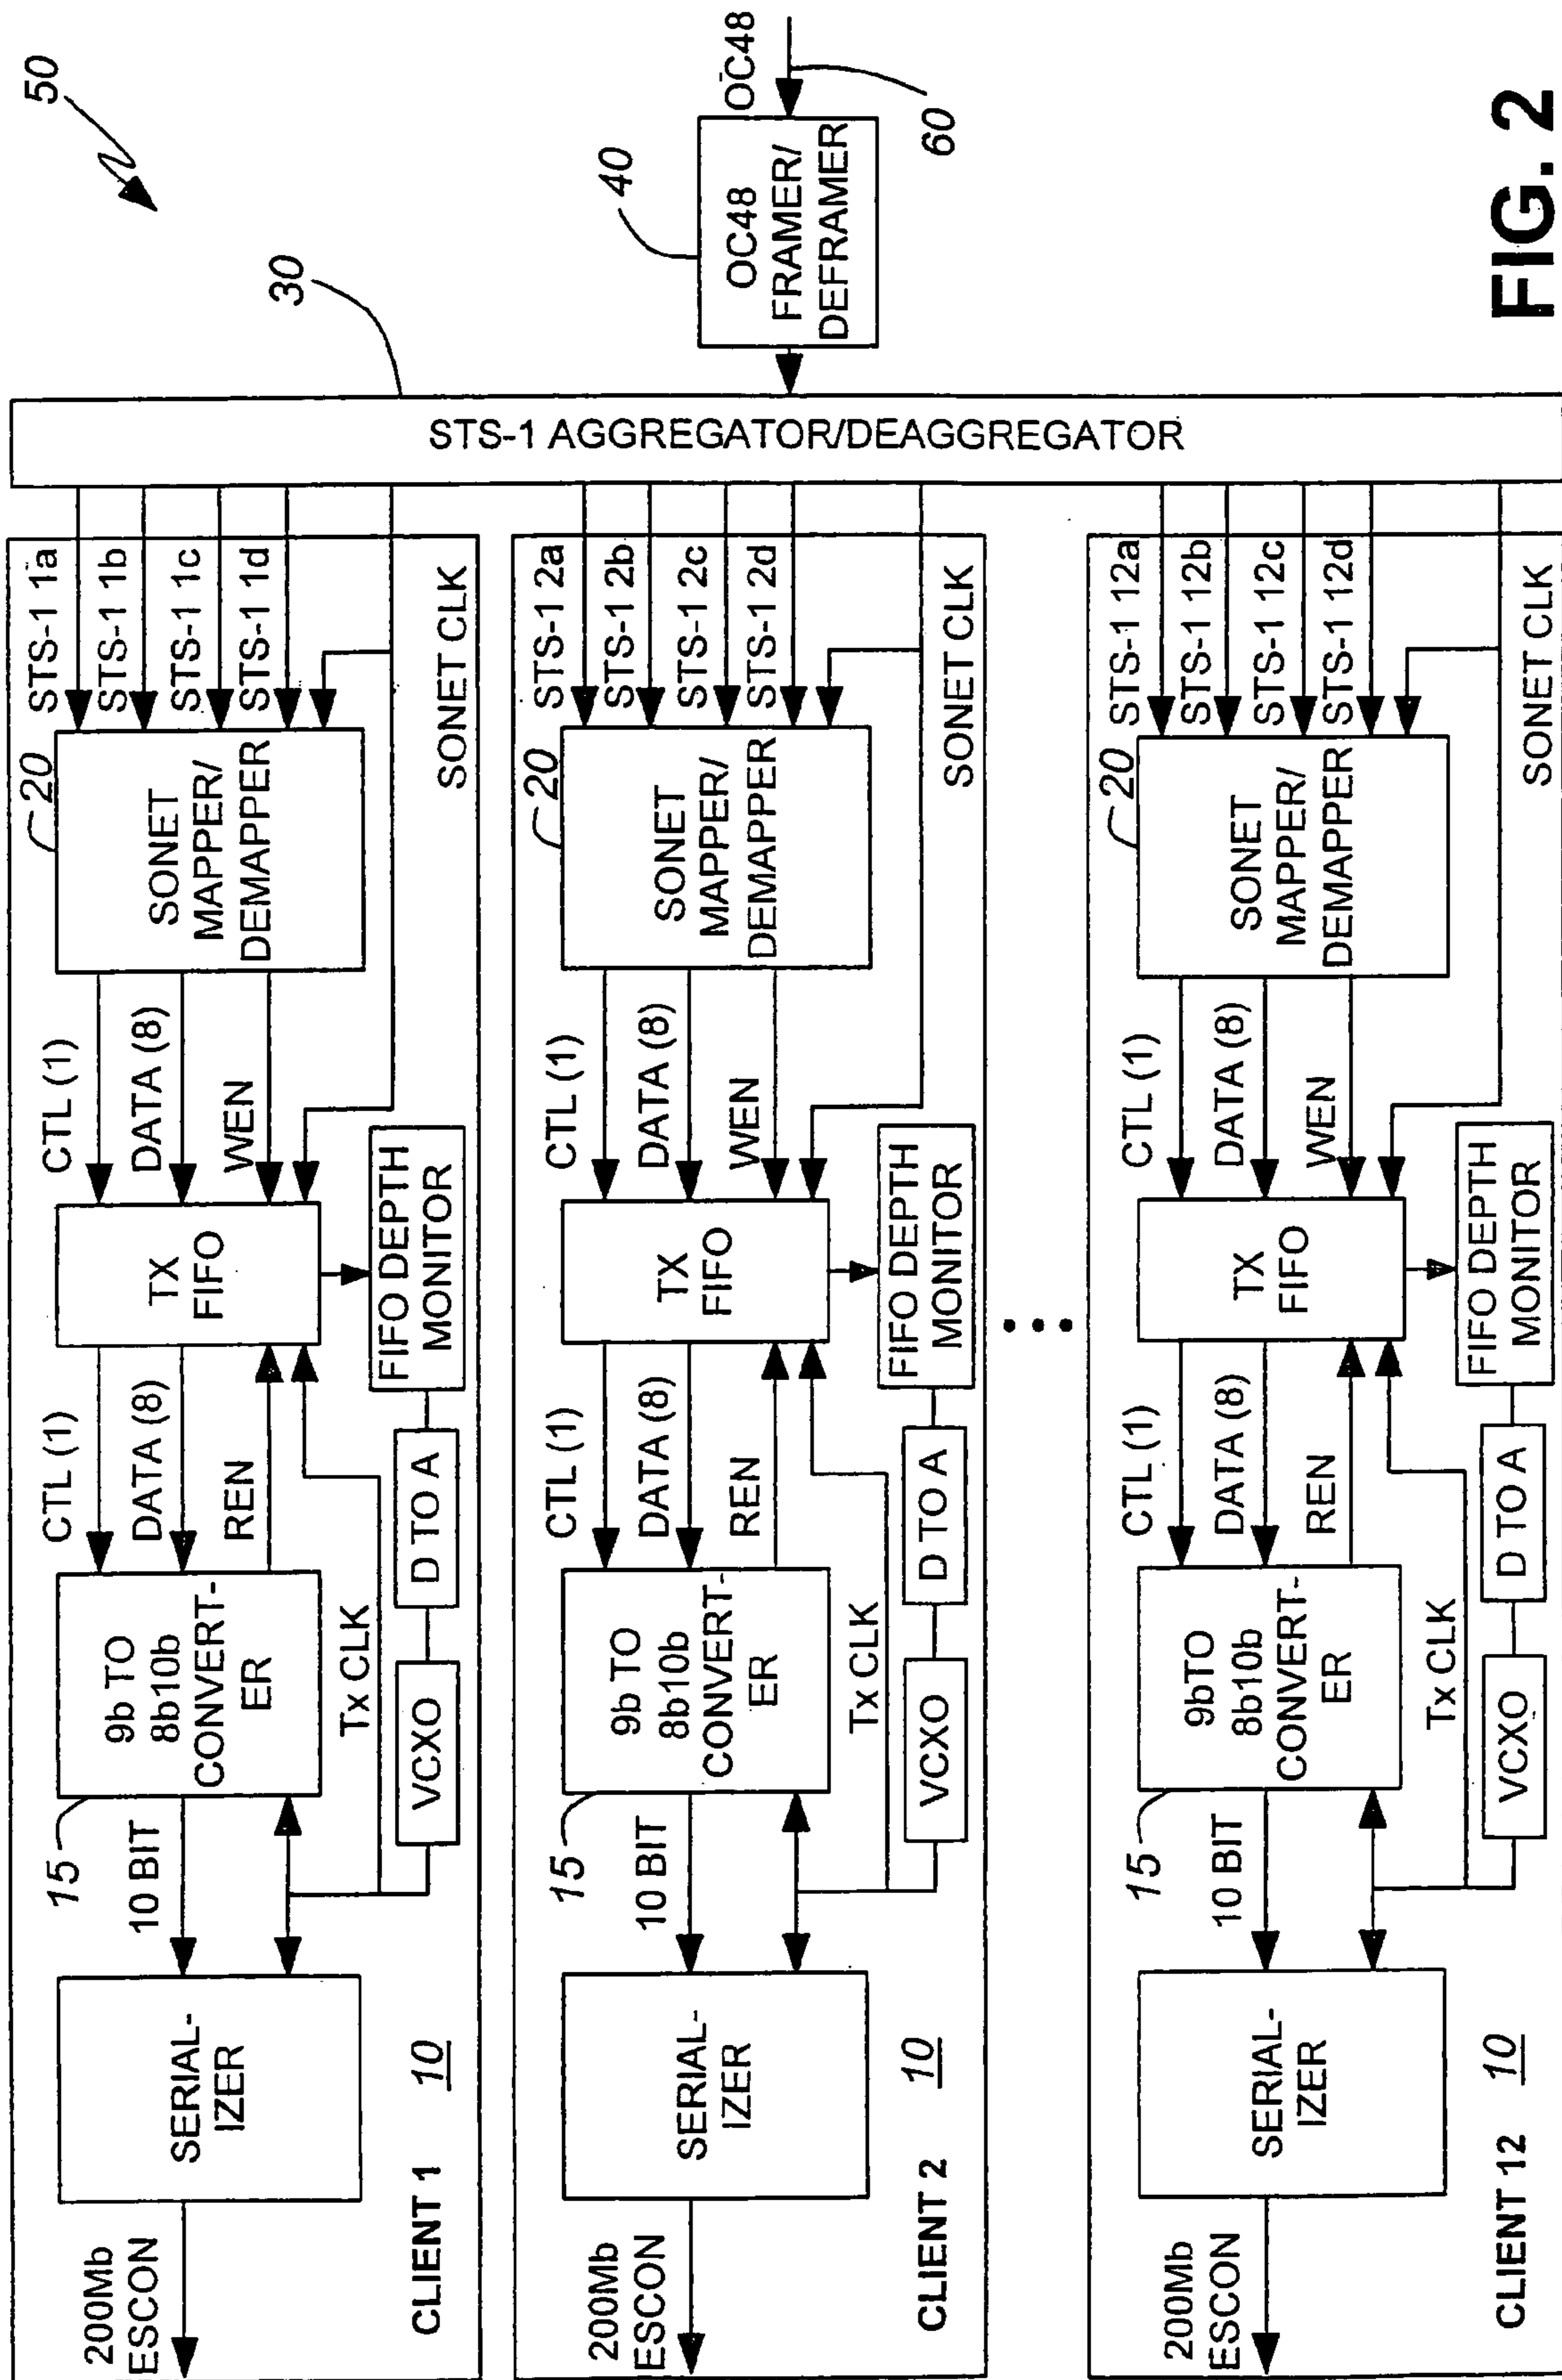 50
200Mb
ESCON
CLIENT 1
10
SERIAL-
IZER
10 BIT
15
9b TO
8b10b
CONVERT-
ER
Tx CLK
VCXO
D TO A
CTL (1)
DATA (8)
REN
TX
FIFO
FIFO DEPTH
MONITOR
CTL (1)
DATA (8)
WEN
20
SONET
MAPPER/
DEMAPPER
STS-1 1a
STS-1 1b
STS-1 1c
STS-1 1d
SONET CLK
30
200Mb
ESCON
CLIENT 2
10
SERIAL-
IZER
10 BIT
15
9b TO
8b10b
CONVERT-
ER
Tx CLK
VCXO
D TO A
CTL (1)
DATA (8)
REN
TX
FIFO
FIFO DEPTH
MONITOR
CTL (1)
DATA (8)
WEN
20
SONET
MAPPER/
DEMAPPER
STS-1 12a
STS-1 2b
STS-1 2c
STS-1 2d
SONET CLK
STS-1 AGGREGATOR/DEAGGREGATOR
40
OC48
FRAMER/
DEFRAMER
OC48
60
200Mb
ESCON
CLIENT 12
10
SERIAL-
IZER
10 BIT
15
9bTO
8b10b
CONVERT-
ER
Tx CLK
VCXO
D TO A
CTL (1)
DATA (8)
REN
TX
FIFO
FIFO DEPTH
MONITOR
CTL (1)
DATA (8)
WEN
20
SONET
MAPPER/
DEMAPPER
STS-1 12a
STS-1 12b
STS-1 12c
STS-1 12d
SONET CLK
FIG. 2